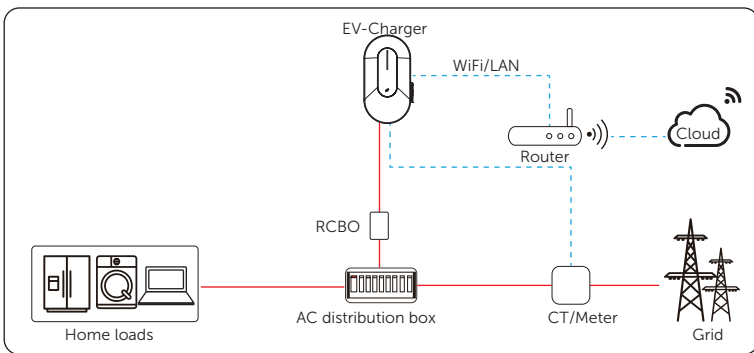 EV-Charger
WiFi/LAN
Cloud
Router
RCBO
Home loads
AC distribution box
CT/Meter
Grid